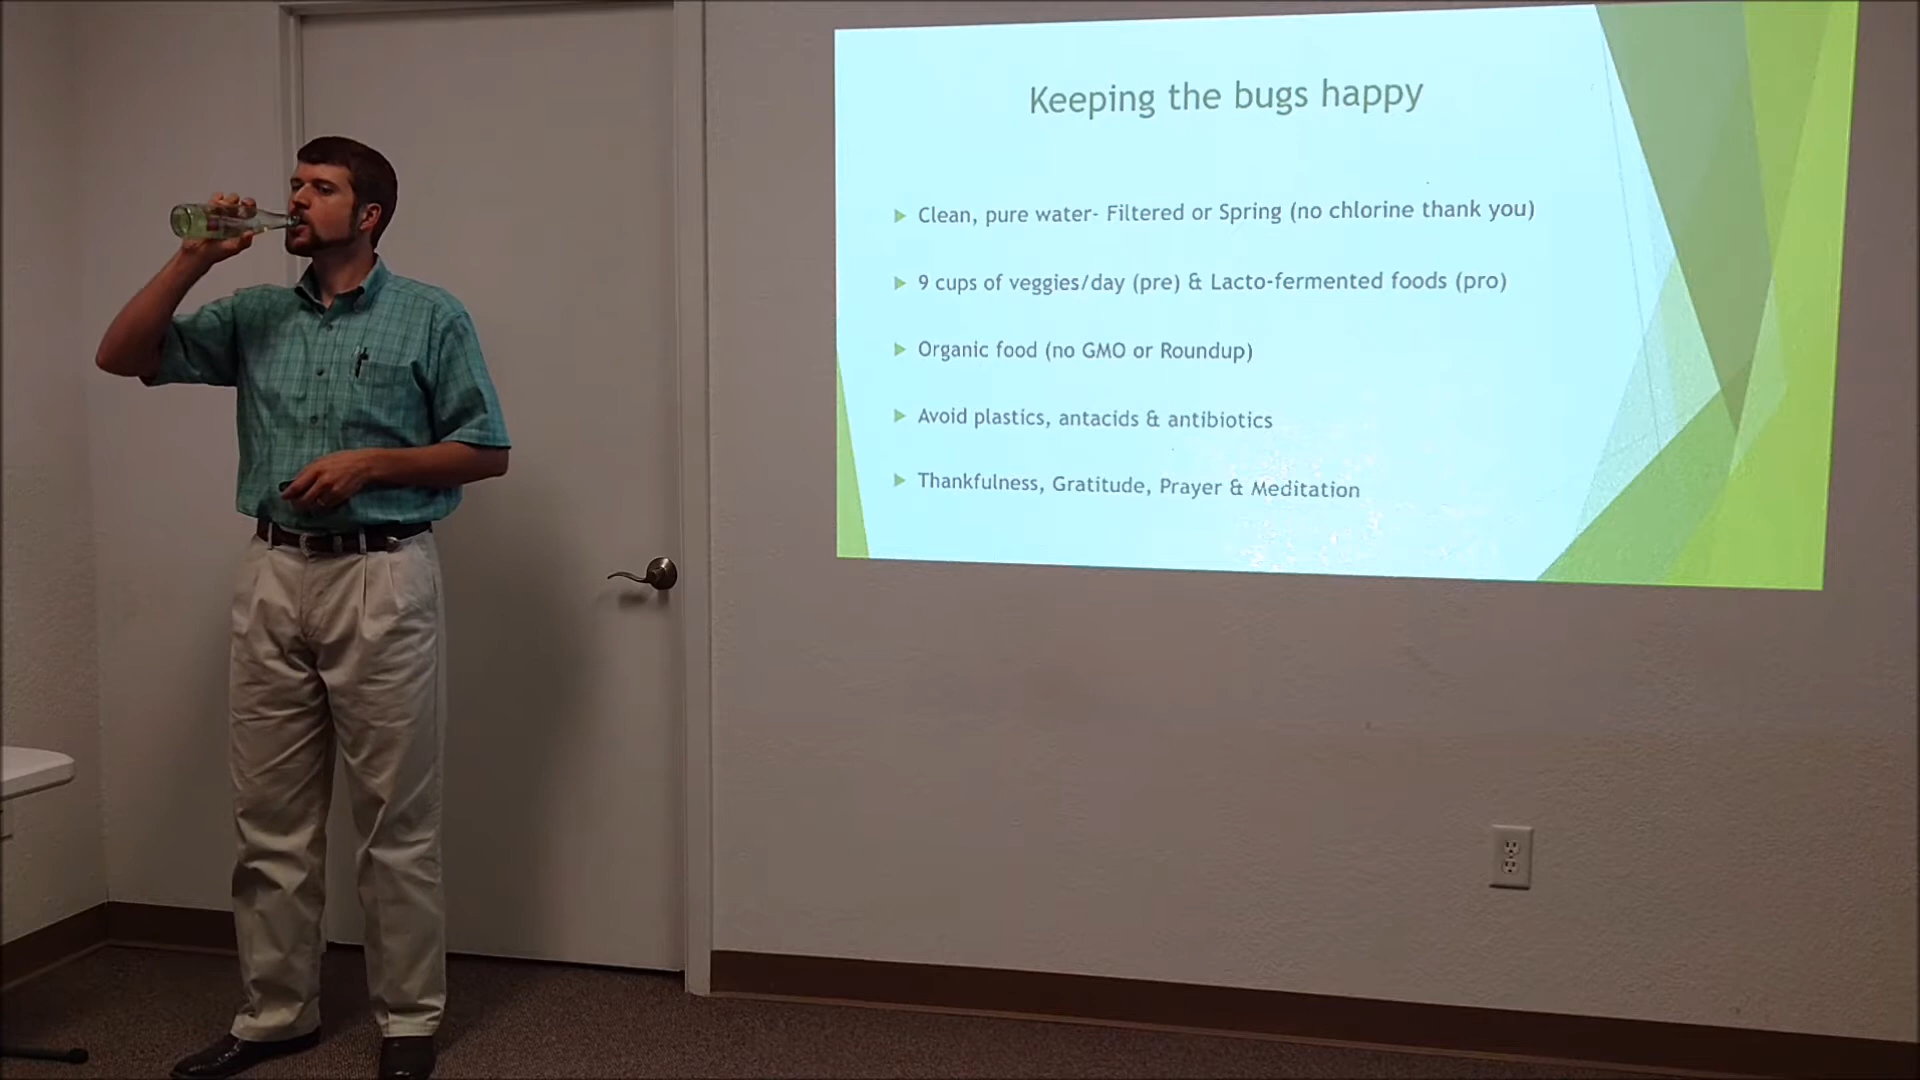 Keeping the bugs happy
Clean, pure water- Filtered or Spring (no chlorine thank you)
9 cups of veggies/day (pre) & Lacto-fermented foods (pro)
Organic food (no GMO or Roundup)
Avoid plastics, antacids & antibiotics
Thankfulness, Gratitude, Prayer & Meditation